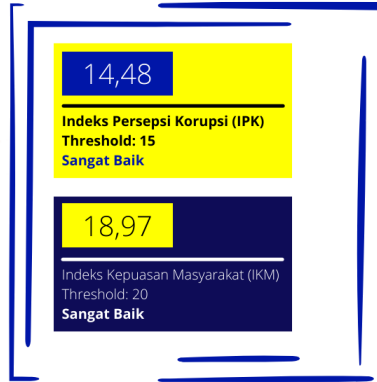 14,48
Indeks Persepsi Korupsi (IPK)
Threshold: 15
Sangat Baik
18,97
Indeks Kepuasan Masyarakat (IKM)
Threshold: 20
Sangat Baik